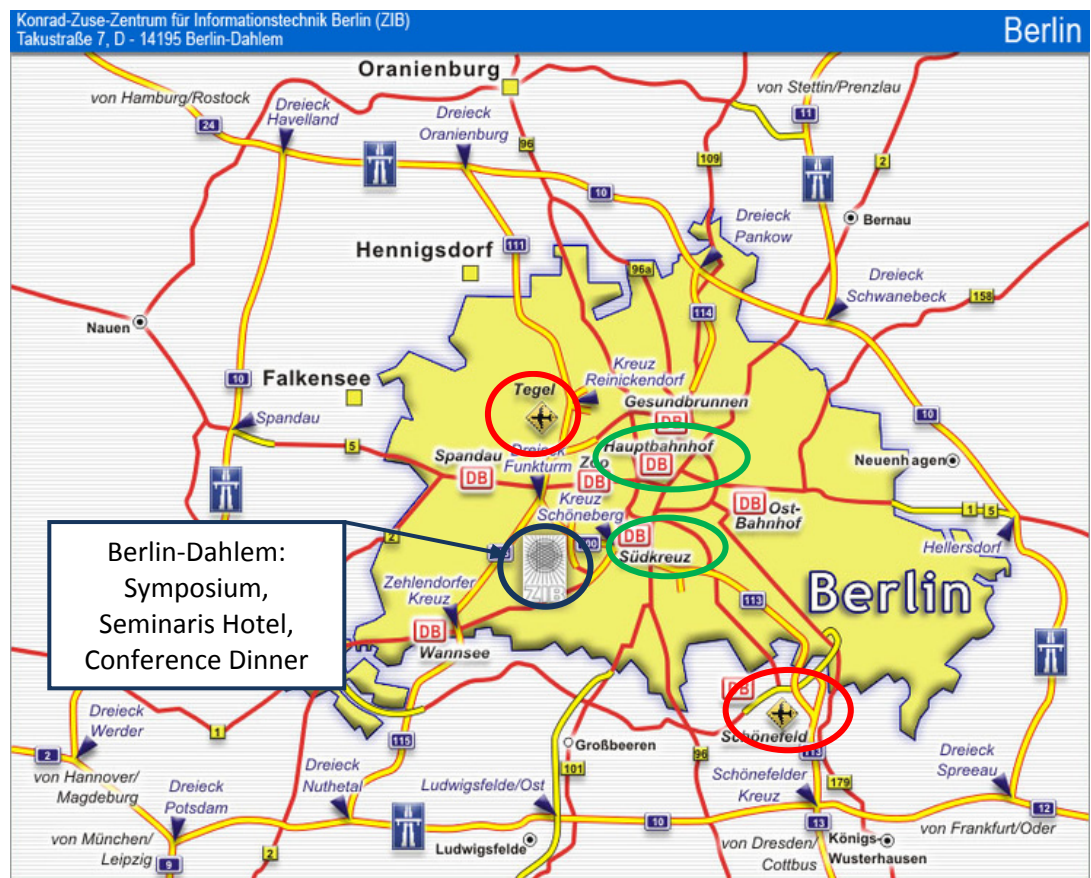 Konrad-Zuse-Zentrum für Informationstechnik Berlin (ZIB)
Takustraße 7, D - 14195 Berlin-Dahlem
Berlin
Oranienburg
von Hamburg/Rostock
Dreieck
Havelland
Dreieck
Oranienburg
von Stettin/Prenzlau
24
96
11
109
2
10
Dreieck
Pankow
Bernau
Hennigsdorf
111
96a
Dreieck
Schwanebeck
158
114
Nauen
Kreuz
Reinickendorf
10
Falkensee
Tegel
Gesundbrunnen
DB
Spandau
10
5
Hauptbahnhof
DB
Dreieck
Funkturm
Spandau
DB
Zoo
DB
Neuenhagen
Kreuz
Schöneberg
DB
Ost-
Bahnhof
1
5
Berlin-Dahlem:
Symposium,
Seminaris Hotel,
Conference Dinner
2
DB
Südkreuz
Hellersdorf
ZIB
Zehlendorfer
Kreuz
113
Berlin
DB
Wannsee
DB
Schönefeld
Dreieck
Werder
1
115
Großbeeren
113
2
von Hannover/
Magdeburg
Dreieck
Potsdam
Dreieck
Nuthetal
Ludwigsfelde/Ost
101
96
Schönefelder
Kreuz
179
Dreieck
Spreeau
12
10
13
von München/
Leipzig
9
2
Ludwigsfelde
von Dresden/
Cottbus
Königs-
Wusterhausen
von Frankfurt/Oder